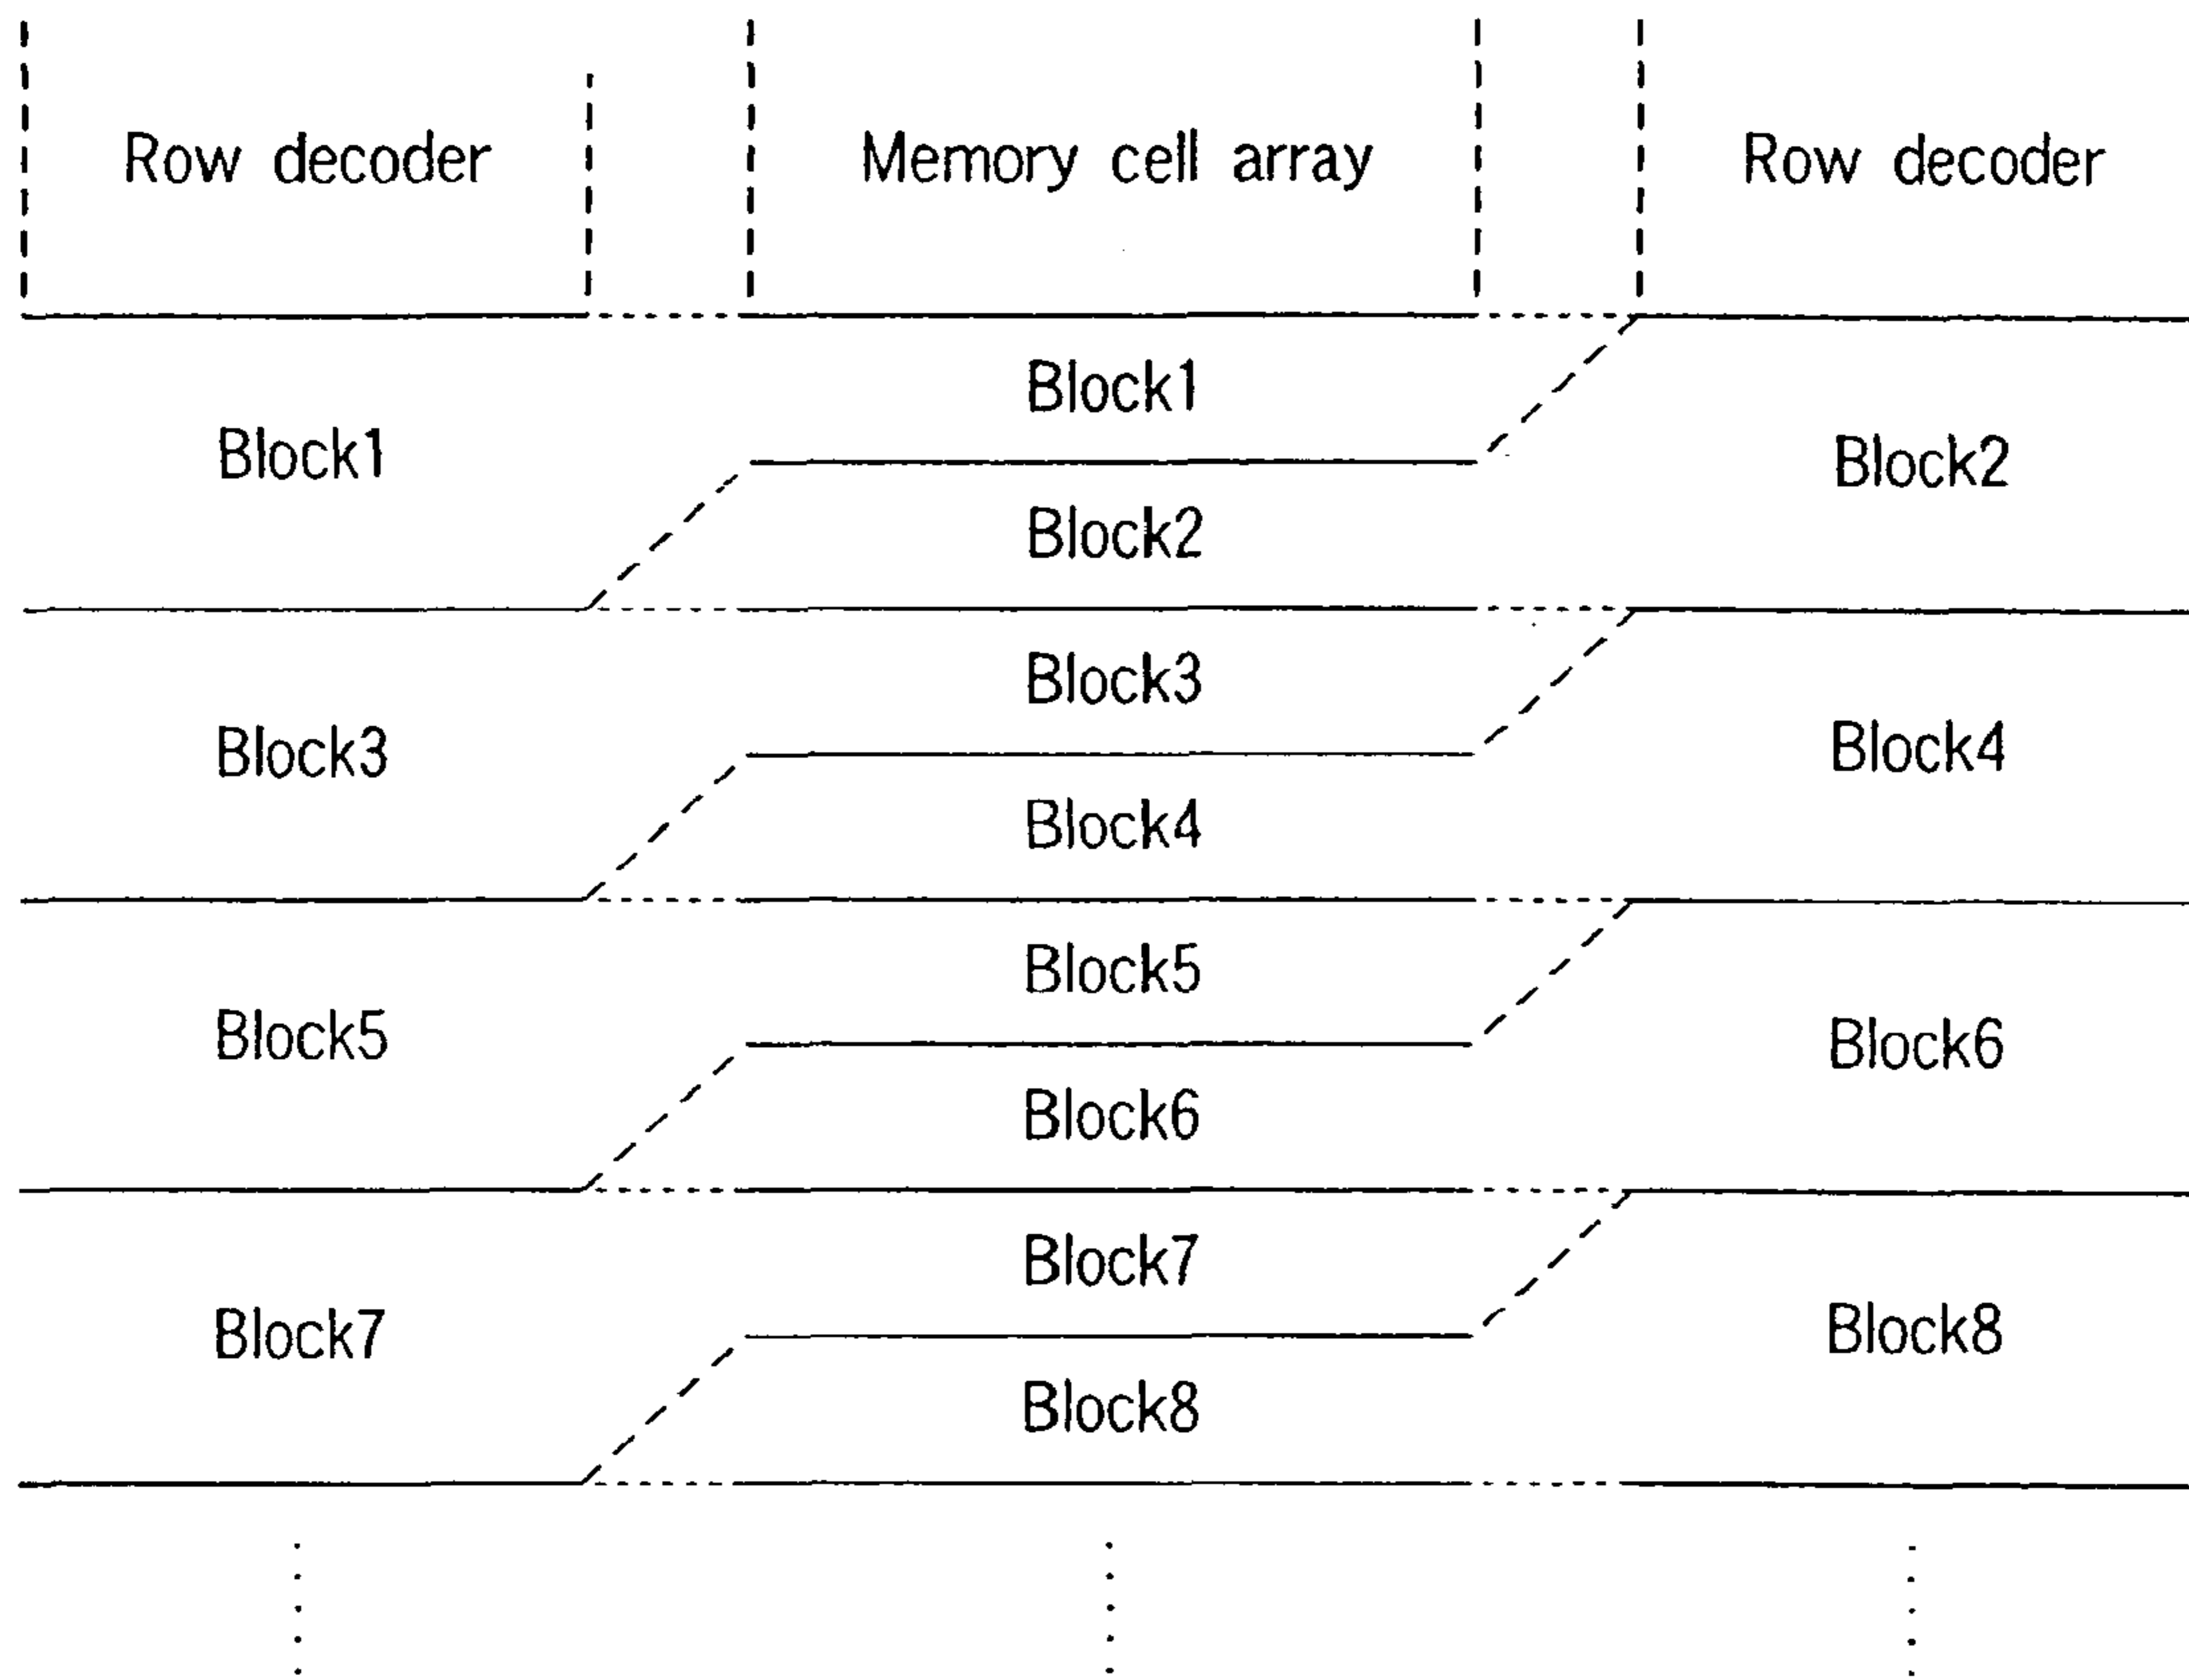 Row decoder Memory cell array Row decoder
Block1
Block1 Block2
Block2
Block3
Block3 Block4
Block4
Block5
Block5 Block6
Block6
Block7
Block7 Block8
Block8